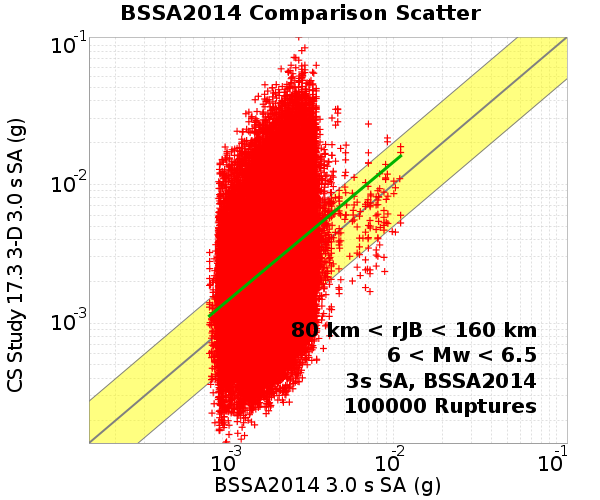 BSSA2014 Comparison Scatter
CS Study 17.3 3-D 3.0 s SA (g)
10-1
10-2
10-3
80 km < rJB < 160 km
6 < Mw < 6.5
3s SA, BSSA2014
100000 Ruptures
10-3 10-2 10-1
BSSA2014 3.0 s SA (g)